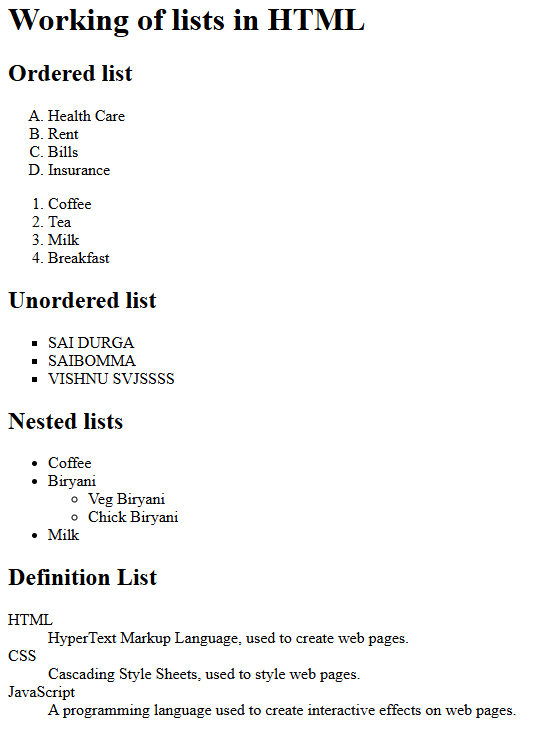 Working of lists in HTML
Ordered list
A. Health Care
B. Rent
C. Bills
D. Insurance
1. Coffee
2. Tea
3. Milk
4. Breakfast
Unordered list
▪ SAI DURGA
▪ SAIBOMMA
▪ VISHNU SVJSSSS
Nested lists
• Coffee
• Biryani
◦ Veg Biryani
◦ Chick Biryani
• Milk
Definition List
HTML
HyperText Markup Language, used to create web pages.
CSS
Cascading Style Sheets, used to style web pages.
JavaScript
A programming language used to create interactive effects on web pages.